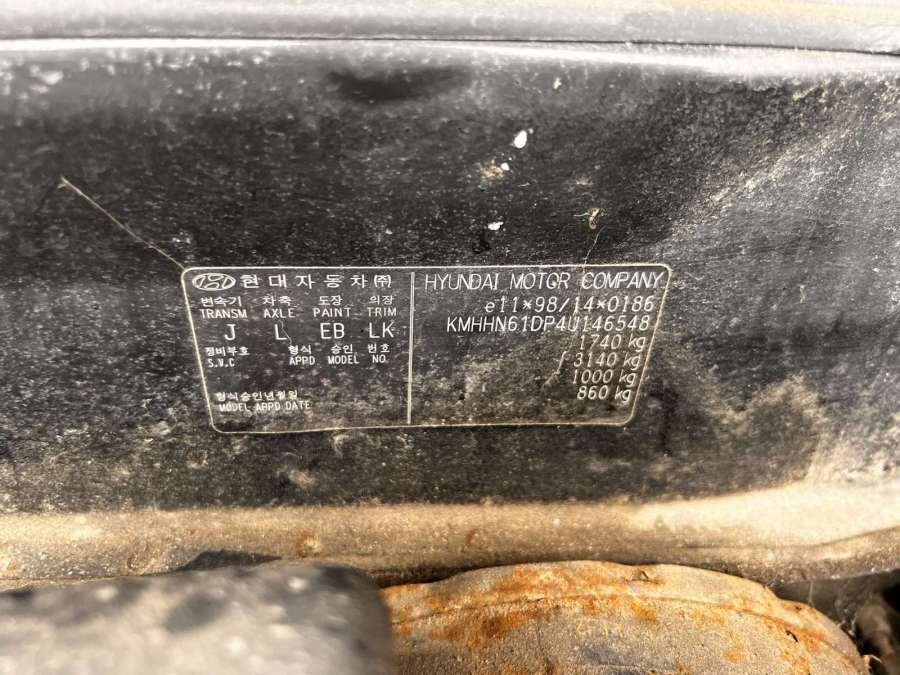 현대자동차(주)
변속기 차축 도장 의장
TRANSM AXLE PAINT TRIM
J L EB LK
정비부호 형식 승인 번호
S.V.C APPD MODEL NO.
형식승인년월일
MODEL APPD DATE
HYUNDAI MOTOR COMPANY
e11*98/14*0186
KMHHN61DP4U146548
1740 kg
3140 kg
1000 kg
860 kg